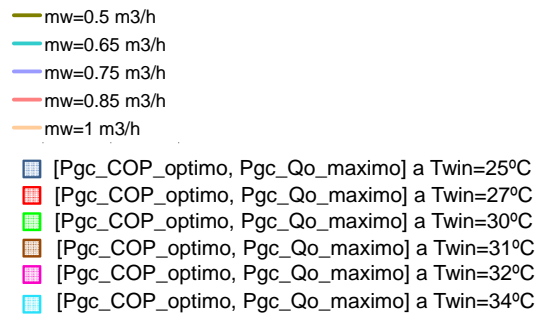 mw=0.5 m3/h
mw=0.65 m3/h
mw=0.75 m3/h
mw=0.85 m3/h
mw=1 m3/h
[Pgc_COP_optimo, Pgc_Qo_maximo] a Twin=25ºC
[Pgc_COP_optimo, Pgc_Qo_maximo] a Twin=27ºC
[Pgc_COP_optimo, Pgc_Qo_maximo] a Twin=30ºC
[Pgc_COP_optimo, Pgc_Qo_maximo] a Twin=31ºC
[Pgc_COP_optimo, Pgc_Qo_maximo] a Twin=32ºC
[Pgc_COP_optimo, Pgc_Qo_maximo] a Twin=34ºC